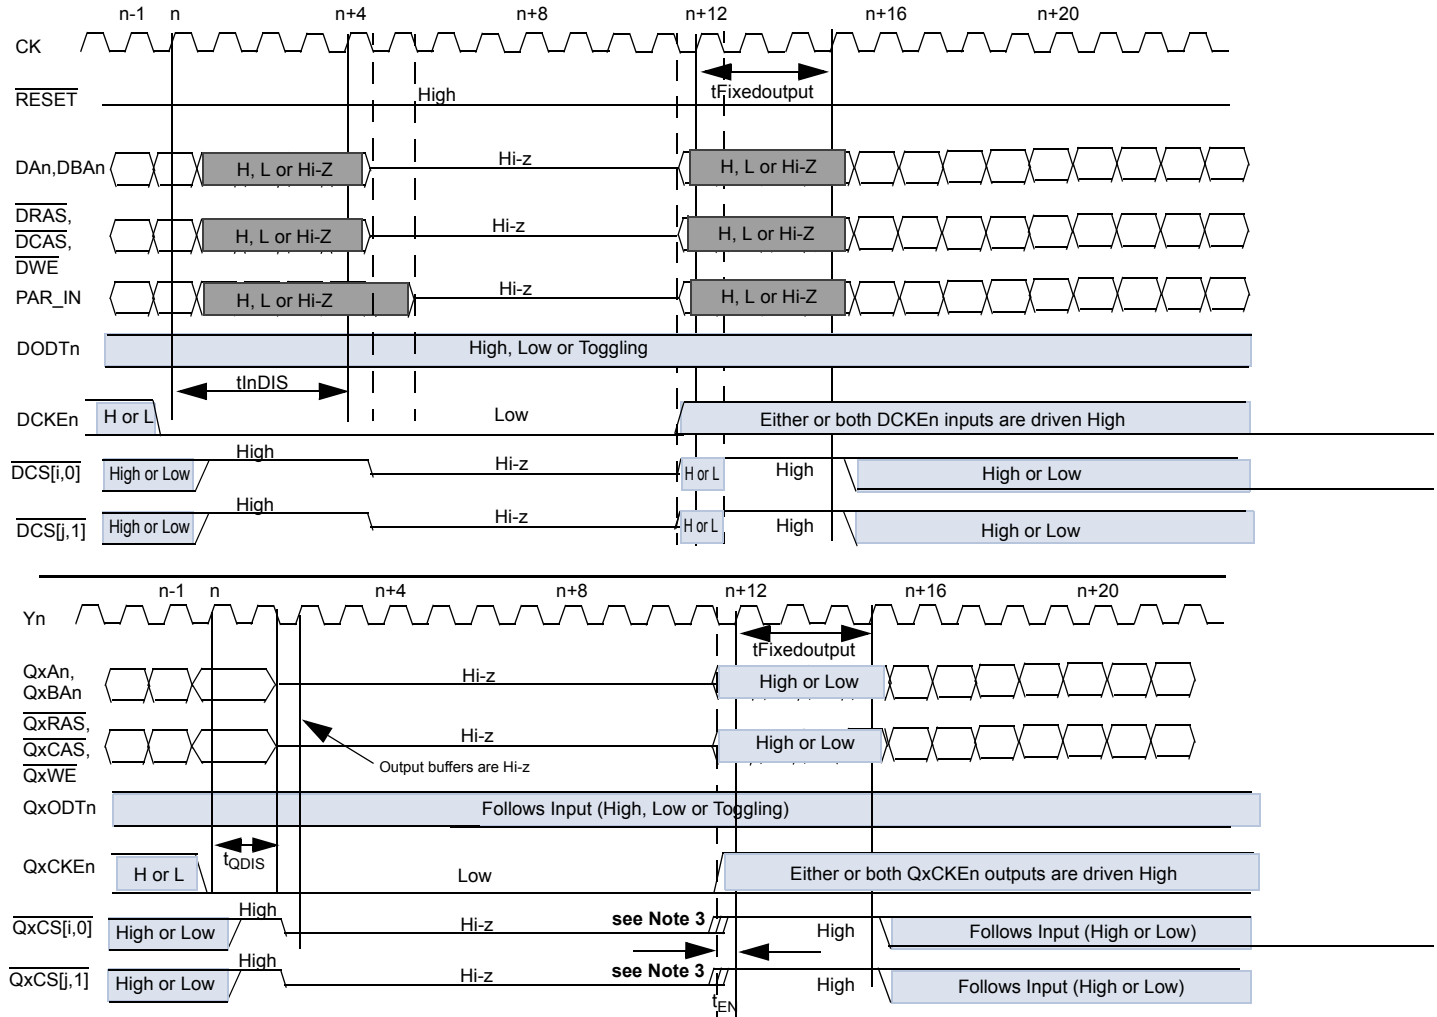 n-1 n n+4 n+8 n+12 n+16 n+20
CK
tFixedoutput
RESET
High
DAn,DBAn
H, L or Hi-Z
Hi-z
H, L or Hi-Z
DRAS,
DCAS,
DWE
H, L or Hi-Z
Hi-z
H, L or Hi-Z
PAR_IN
H, L or Hi-Z
Hi-z
H, L or Hi-Z
DODTn
High, Low or Toggling
tInDIS
DCKEn
H or L
Low
Either or both DCKEn inputs are driven High
DCS[i,0]
High or Low
High
Hi-z
H or L
High
High or Low
DCS[j,1]
High or Low
High
Hi-z
H or L
High
High or Low
n-1 n n+4 n+8 n+12 n+16 n+20
Yn
tFixedoutput
QxAn,
QxBAn
Hi-z
High or Low
QxRAS,
QxCAS,
QxWE
Hi-z
High or Low
Output buffers are Hi-z
QxODTn
Follows Input (High, Low or Toggling)
tQDIS
QxCKEn
H or L
Low
Either or both QxCKEn outputs are driven High
QxCS[i,0]
High or Low
High
Hi-z
see Note 3
High
Follows Input (High or Low)
QxCS[j,1]
High or Low
High
Hi-z
see Note 3
High
Follows Input (High or Low)
tEN